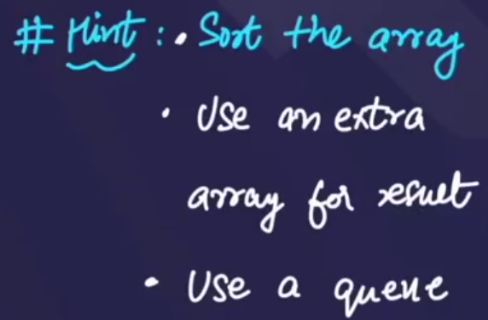 # Hint : • Sort the array
• Use an extra
array for result
• Use a queue